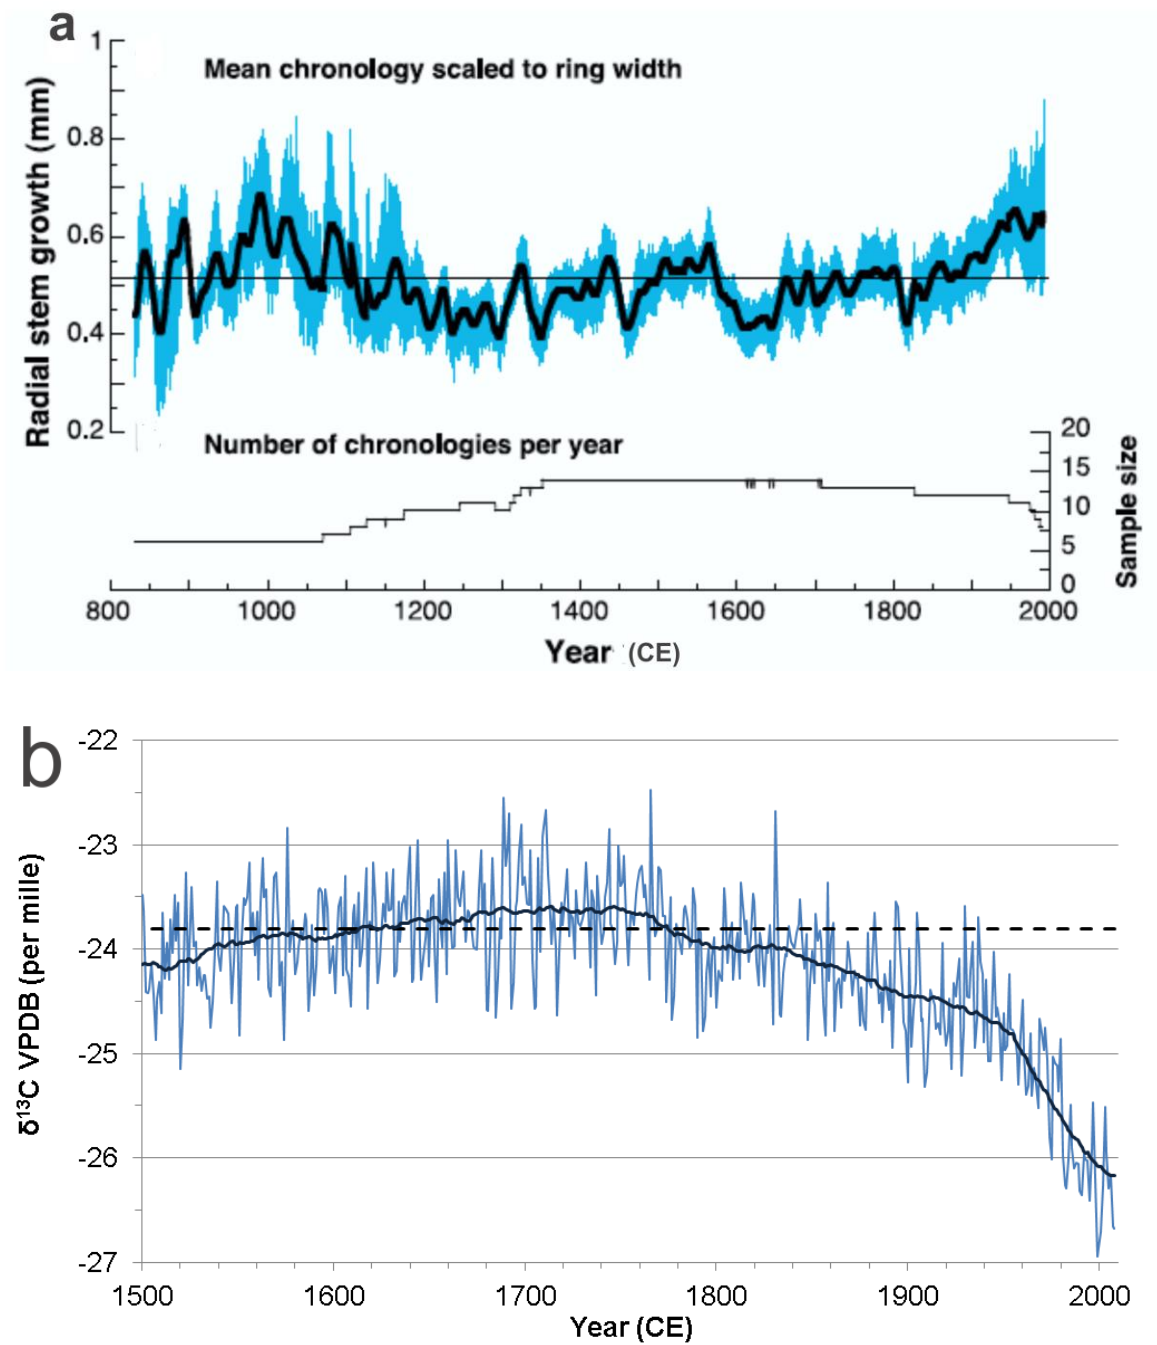 a
Mean chronology scaled to ring width
Radial stem growth (mm)
1
0.8
0.6
0.4
0.2
Number of chronologies per year
20
15
10
5
0
Sample size
800 1000 1200 1400 1600 1800 2000
Year (CE)
b
-22
-23
-24
-25
-26
-27
δ¹³C VPDB (per mille)
1500 1600 1700 1800 1900 2000
Year (CE)